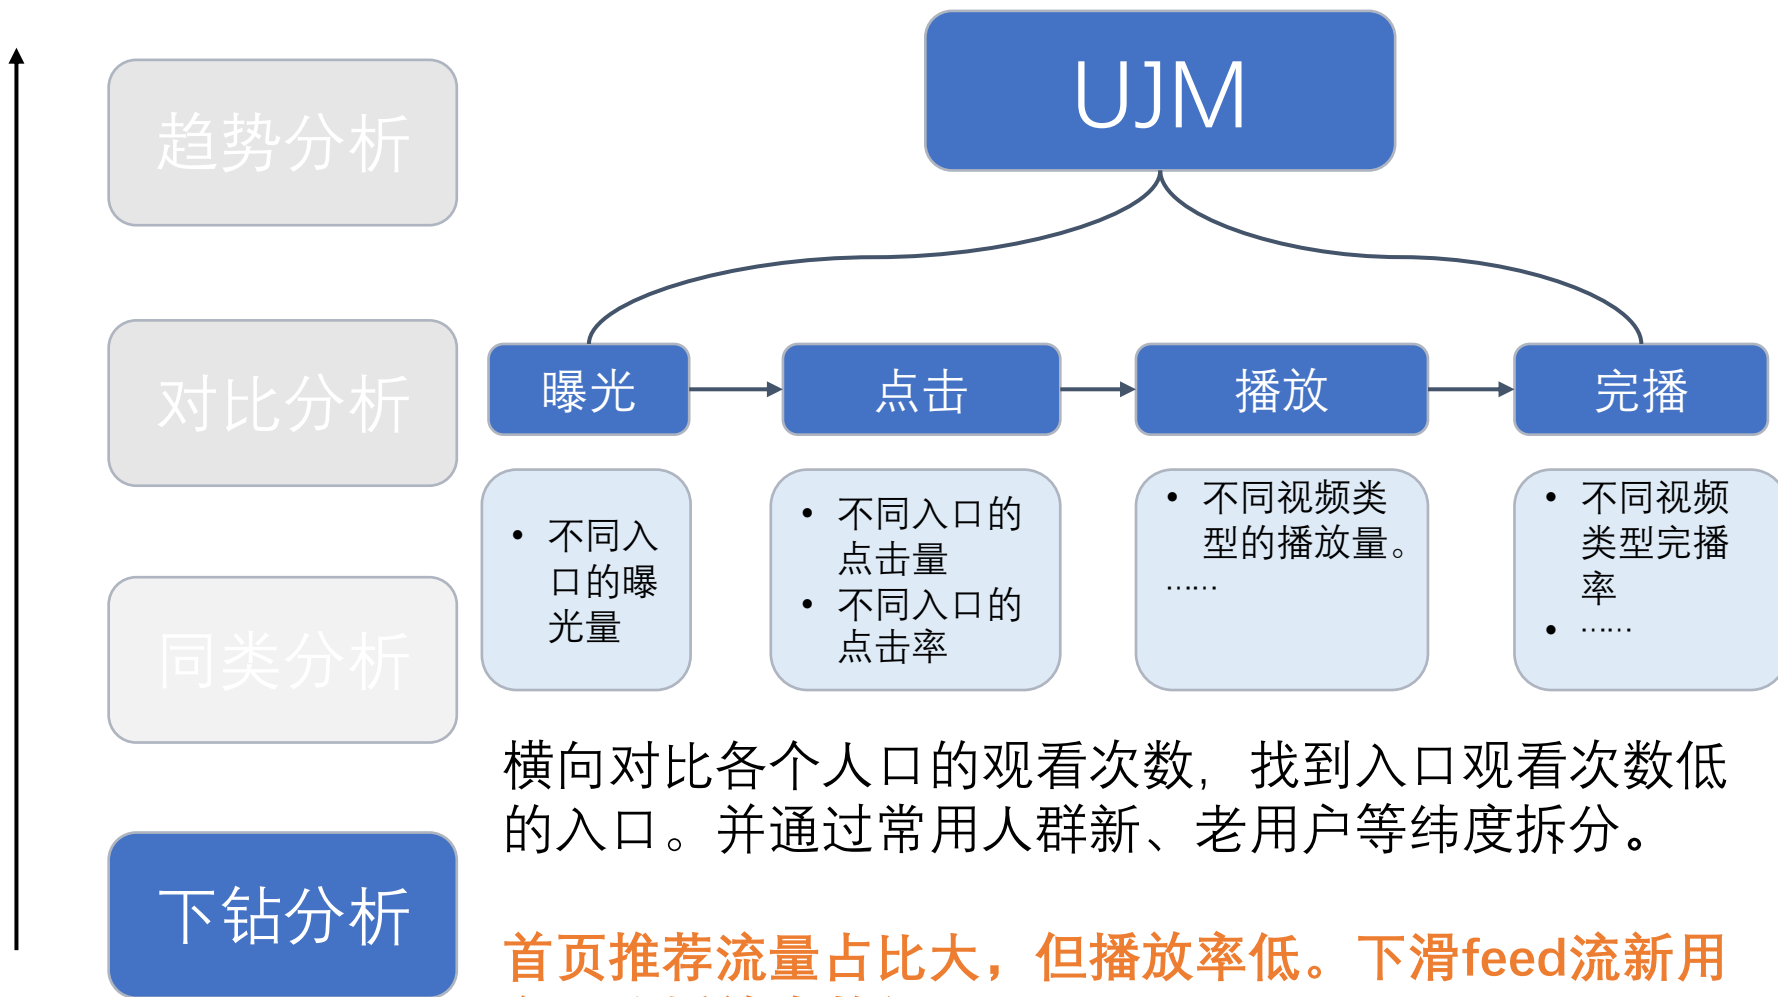 趋势分析
对比分析
同类分析
下钻分析
UJM
曝光
点击
播放
完播
• 不同入
口的曝
光量
• 不同入口的
点击量
• 不同入口的
点击率
• 不同视频类
型的播放量。
……
• 不同视频
类型完播
率
• ……
横向对比各个人口的观看次数，找到入口观看次数低
的入口。并通过常用人群新、老用户等纬度拆分。
首页推荐流量占比大，但播放率低。下滑feed流新用